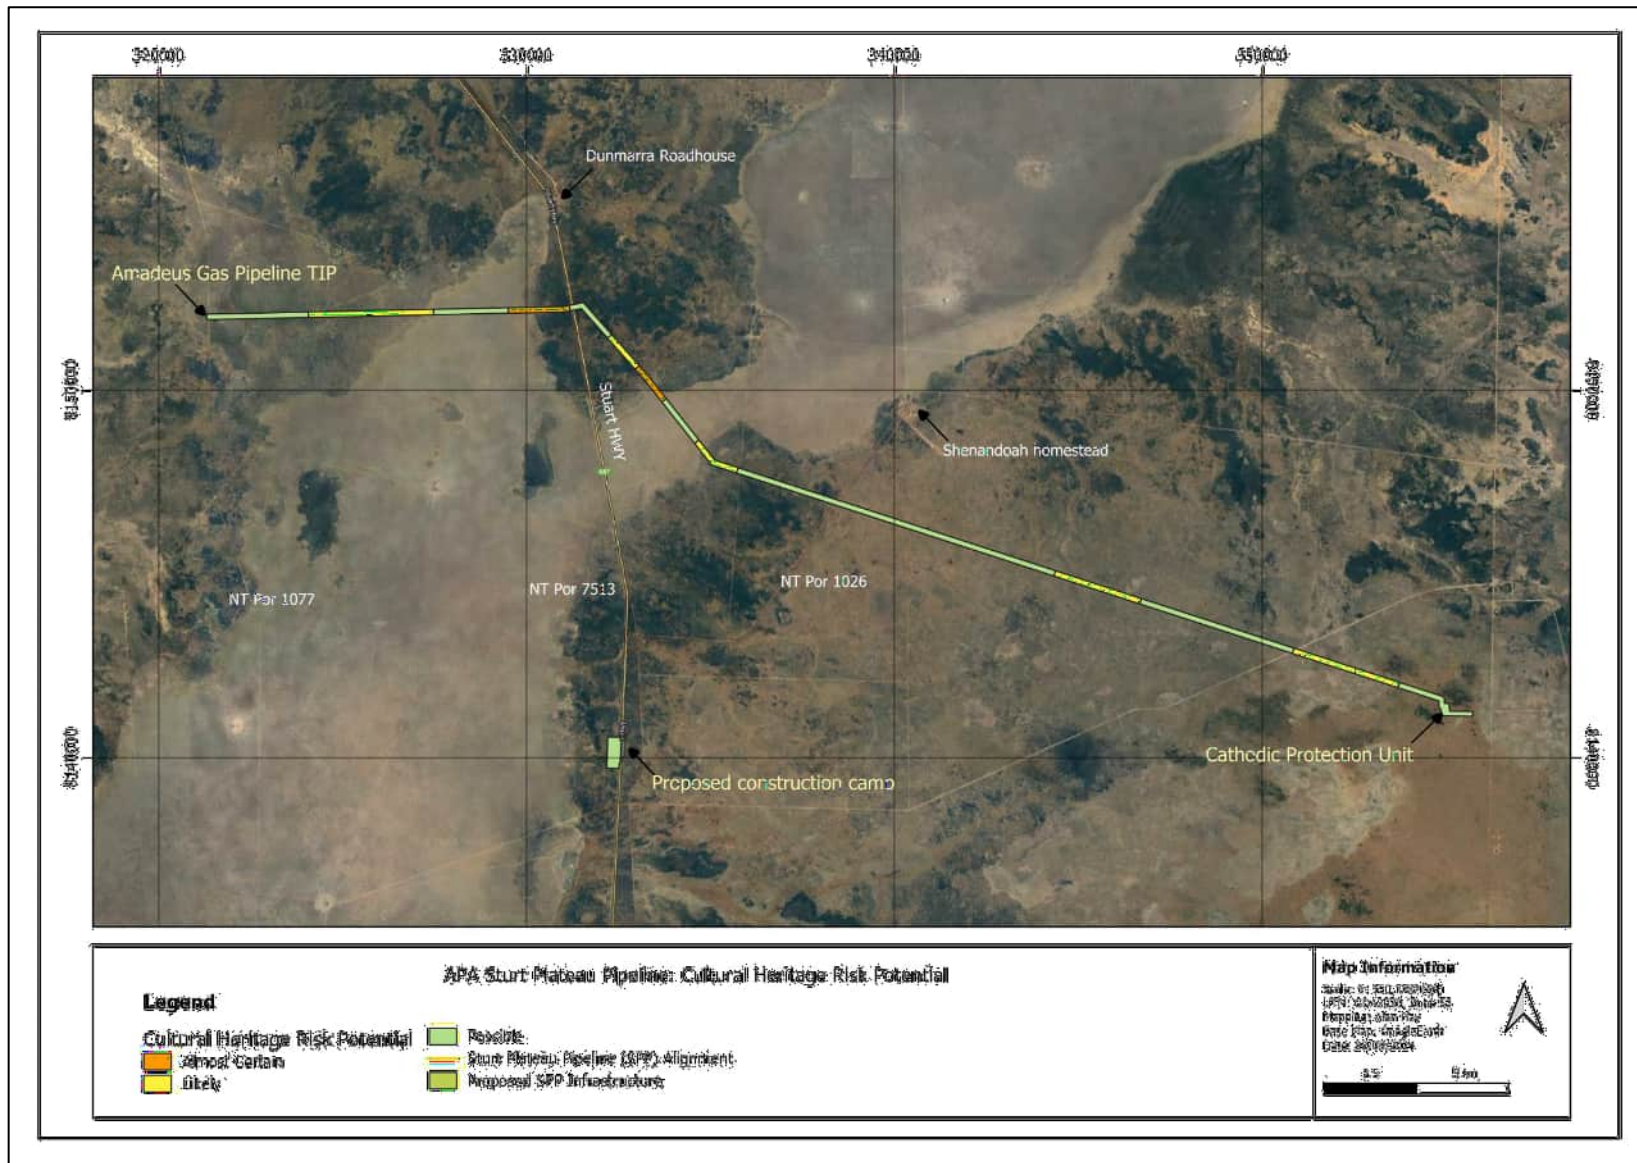 320000 330000 340000 350000
Dunmarra Roadhouse
Amadeus Gas Pipeline TIP
Stuart HWY
8150000
Shenandoah homestead
NT Por 1077
NT Por 7513
NT Por 1026
8140000
Cathodic Protection Unit
Proposed construction camp
APA Sturt Plateau Pipeline: Cultural Heritage Risk Potential
Legend
Cultural Heritage Risk Potential
Almost Certain
Likely
Possible
Sturt Plateau Pipeline (SPP) Alignment
Proposed SPP Infrastructure
Map Information